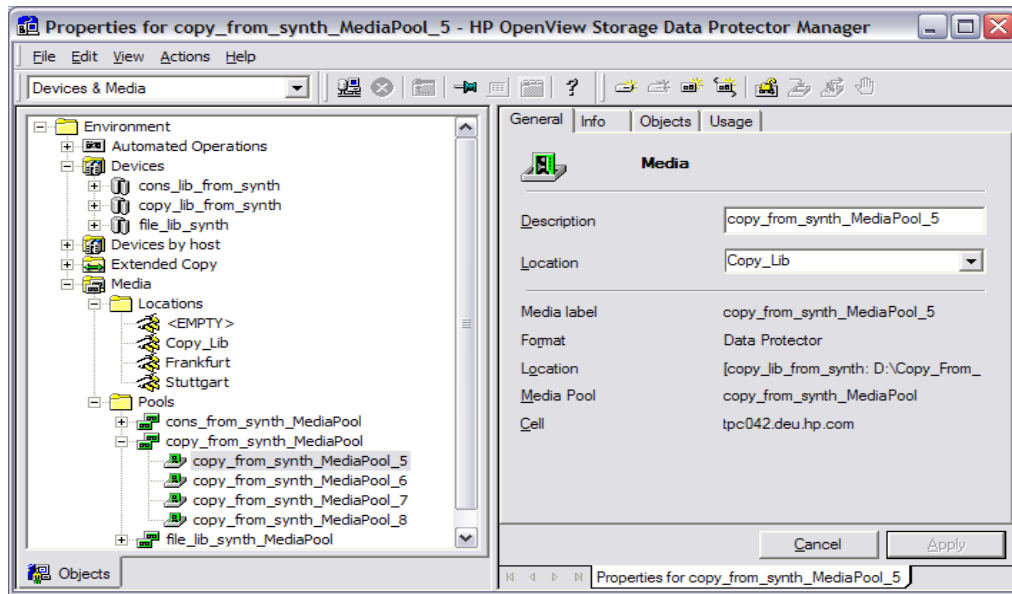 Properties for copy_from_synth_MediaPool_5 - HP OpenView Storage Data Protector Manager
File Edit View Actions Help
Devices & Media
Environment
Automated Operations
Devices
cons_lib_from_synth
copy_lib_from_synth
file_lib_synth
Devices by host
Extended Copy
Media
Locations
<EMPTY>
Copy_Lib
Frankfurt
Stuttgart
Pools
cons_from_synth_MediaPool
copy_from_synth_MediaPool
copy_from_synth_MediaPool_5
copy_from_synth_MediaPool_6
copy_from_synth_MediaPool_7
copy_from_synth_MediaPool_8
file_lib_synth_MediaPool
Objects
General Info Objects Usage
Media
Description copy_from_synth_MediaPool_5
Location Copy_Lib
Media label copy_from_synth_MediaPool_5
Format Data Protector
Location [copy_lib_from_synth: D:\Copy_From_
Media Pool copy_from_synth_MediaPool
Cell tpc042.deu.hp.com
Cancel Apply
Properties for copy_from_synth_MediaPool_5